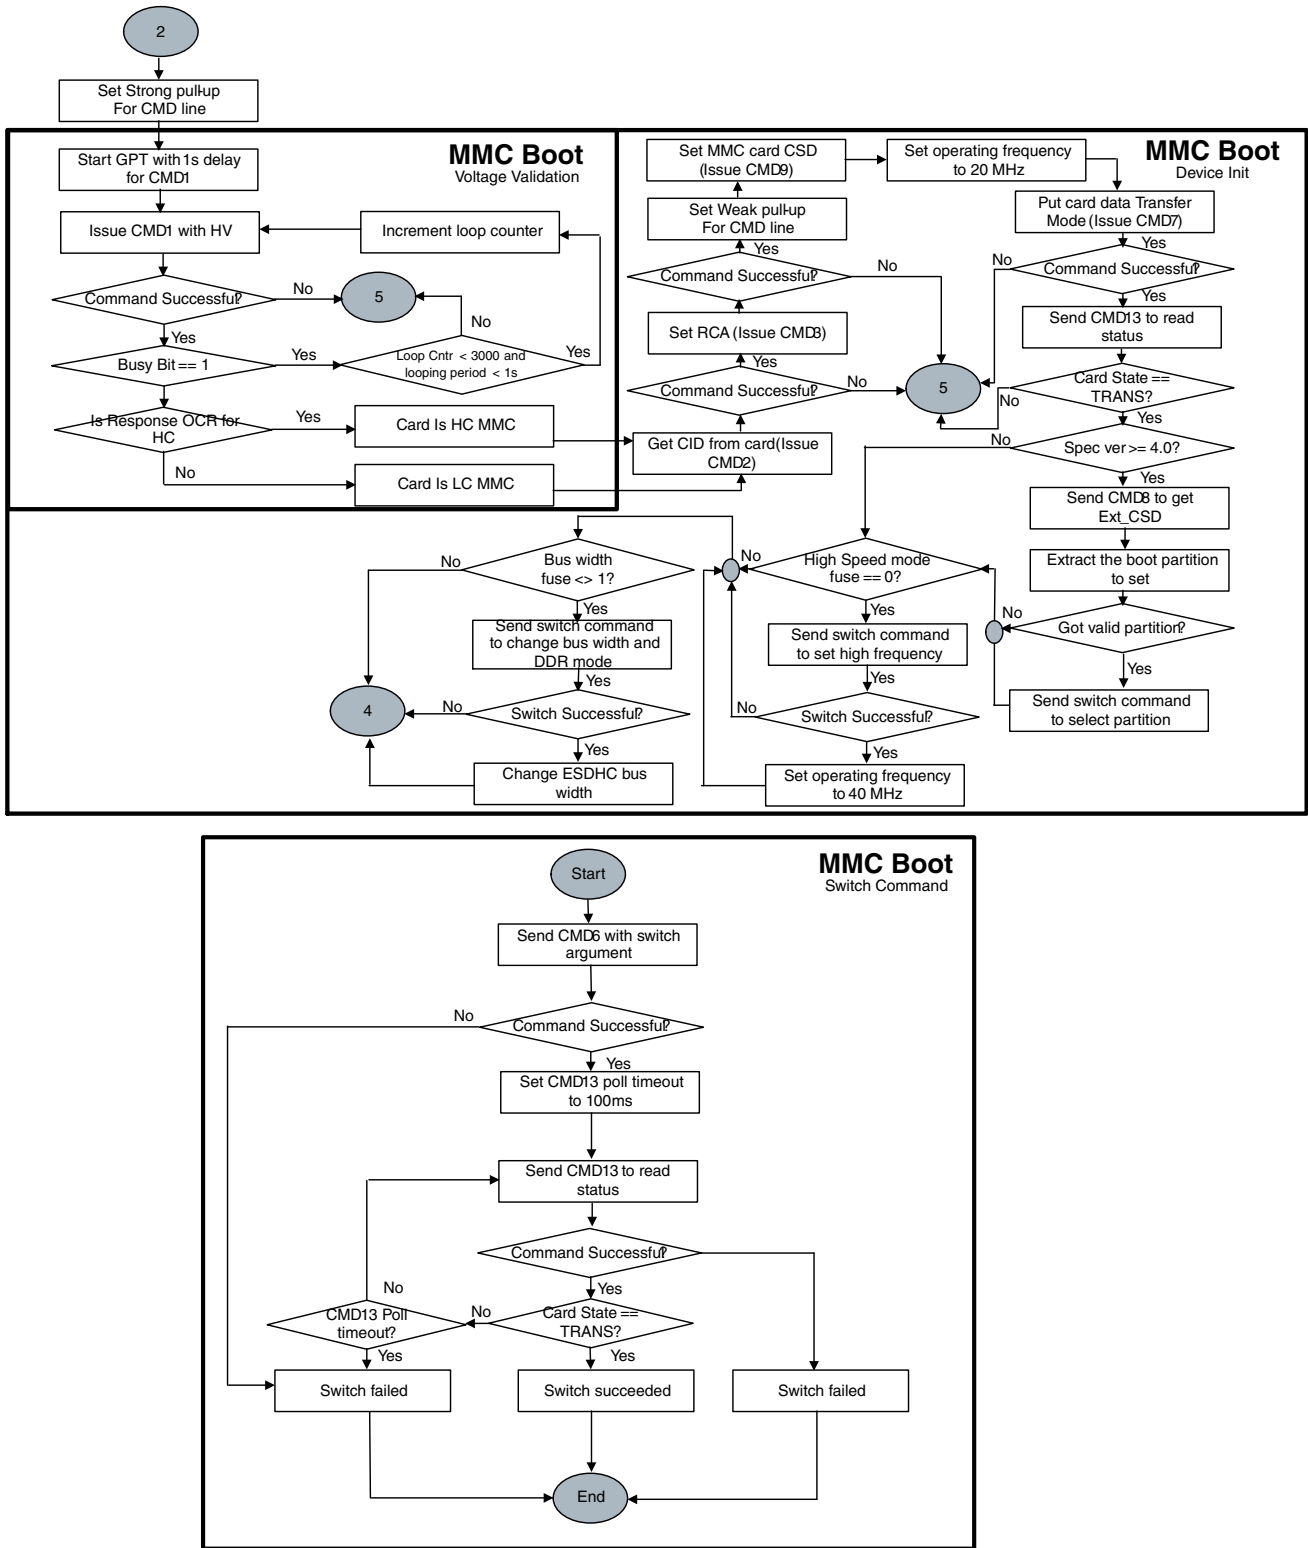 2
Set Strong pull-up
For CMD line
MMC Boot
Voltage Validation
Start GPT with 1s delay
for CMD1
Issue CMD1 with HV
Increment loop counter
Command Successful?
No
5
Yes
No
Busy Bit == 1
Yes
Loop Cntr < 3000 and
looping period < 1s
Yes
Is Response OCR for
HC
Yes
Card Is HC MMC
No
Card Is LC MMC
MMC Boot
Device Init
Set MMC card CSD
(Issue CMD9)
Set operating frequency
to 20 MHz
Set Weak pull-up
For CMD line
Put card data Transfer
Mode (Issue CMD7)
Yes
Command Successful?
No
Yes
No
Command Successful?
Set RCA (Issue CMD3)
Yes
Send CMD13 to read
status
Yes
Command Successful?
No
5
Card State ==
TRANS?
No
Yes
Get CID from card(Issue
CMD2)
No
Spec ver >= 4.0?
Yes
Send CMD8 to get
Ext_CSD
Extract the boot partition
to set
No
Got valid partition?
Yes
Send switch command
to select partition
High Speed mode
fuse == 0?
No
Yes
Send switch command
to set high frequency
Yes
No
Switch Successful?
Yes
Set operating frequency
to 40 MHz
No
Bus width
fuse <> 1?
Yes
Send switch command
to change bus width and
DDR mode
Yes
4
No
Switch Successful?
Yes
Change ESDHC bus
width
MMC Boot
Switch Command
Start
Send CMD6 with switch
argument
No
Command Successful?
Yes
Set CMD13 poll timeout
to 100ms
Send CMD13 to read
status
Command Successful?
No
Yes
CMD13 Poll
timeout?
No
Card State ==
TRANS?
Yes
Yes
Switch failed
Switch succeeded
Switch failed
End